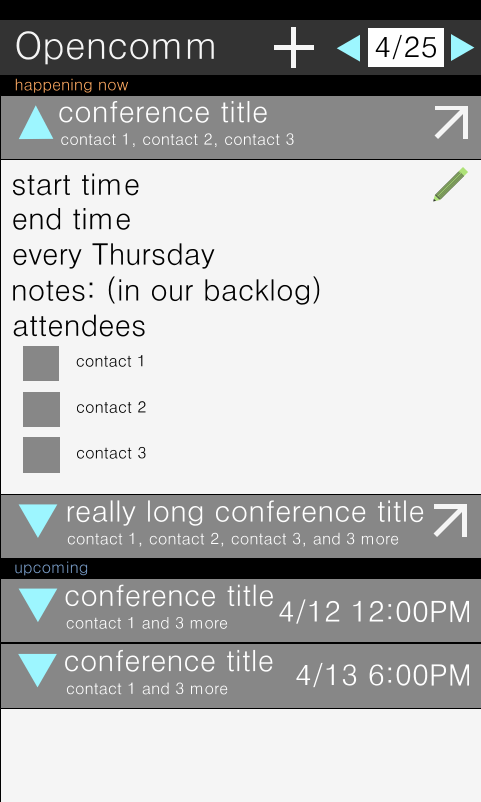 Opencomm 4/25
happening now
conference title
contact 1, contact 2, contact 3
start time
end time
every Thursday
notes: (in our backlog)
attendees
contact 1
contact 2
contact 3
really long conference title
contact 1, contact 2, contact 3, and 3 more
upcoming
conference title 4/12 12:00PM
contact 1 and 3 more
conference title 4/13 6:00PM
contact 1 and 3 more